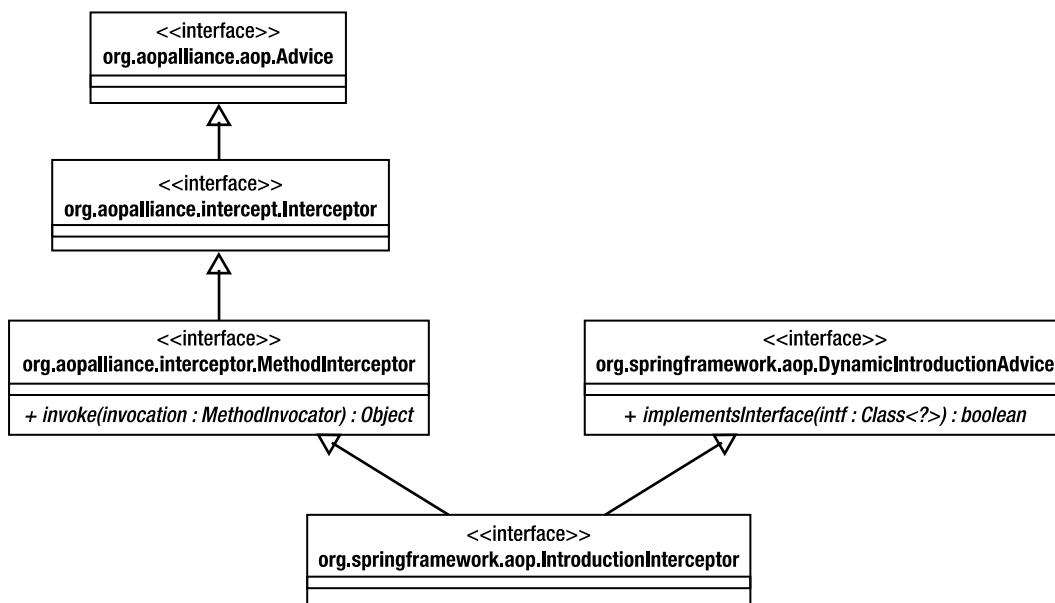 <<interface>>
org.aopalliance.aop.Advice
<<interface>>
org.aopalliance.intercept.Interceptor
<<interface>>
org.aopalliance.interceptor.MethodInterceptor
+ invoke(invocation : MethodInvocator) : Object
<<interface>>
org.springframework.aop.DynamicIntroductionAdvice
+ implementsInterface(intf : Class<?>) : boolean
<<interface>>
org.springframework.aop.IntroductionInterceptor